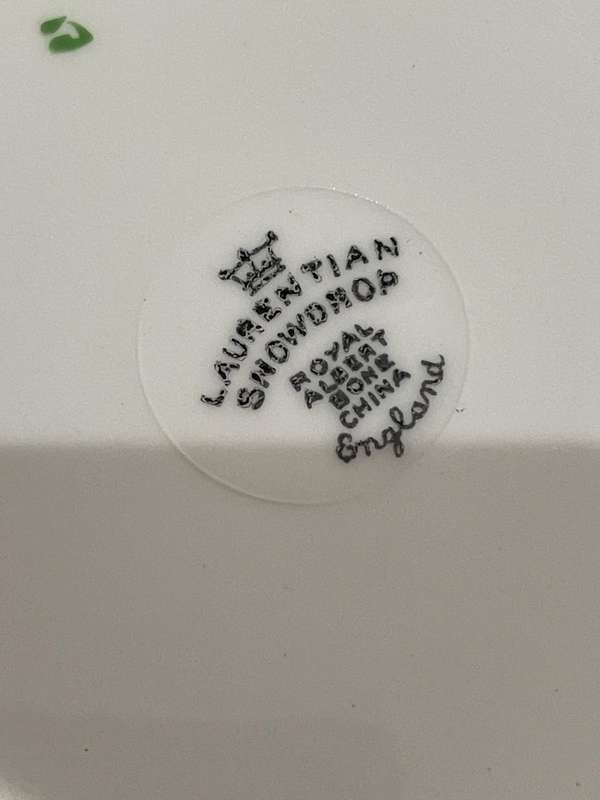 LAURENTIAN
SNOWDROP
ROYAL
ALBERT
BONE
CHINA
England